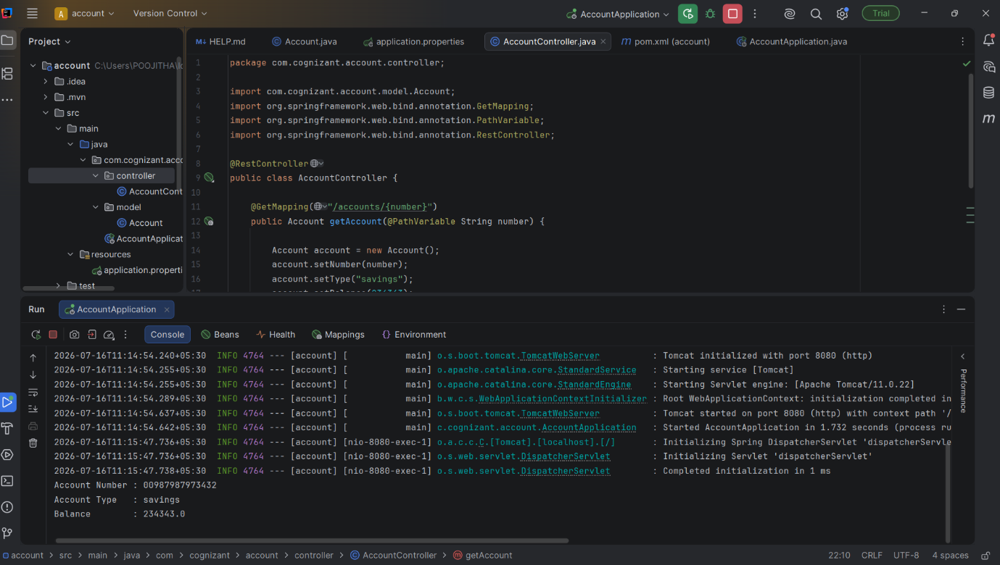 A account Version Control AccountApplication Trial
Project
HELP.md Account.java application.properties AccountController.java pom.xml (account) AccountApplication.java
account C:\Users\POOJITHA\
.idea
.mvn
src
main
java
com.cognizant.acco
controller
AccountCont
model
Account
AccountApplicat
resources
application.properti
test
1 package com.cognizant.account.controller;
2
3 import com.cognizant.account.model.Account;
4 import org.springframework.web.bind.annotation.GetMapping;
5 import org.springframework.web.bind.annotation.PathVariable;
6 import org.springframework.web.bind.annotation.RestController;
7
8 @RestController
9 public class AccountController {
10
11 @GetMapping("/accounts/{number}")
12 public Account getAccount(@PathVariable String number) {
13
14 Account account = new Account();
15 account.setNumber(number);
16 account.setType("savings");
Run AccountApplication
Console Beans Health Mappings Environment
2026-07-16T11:14:54.240+05:30 INFO 4764 --- [account] [ main] o.s.boot.tomcat.TomcatWebServer : Tomcat initialized with port 8080 (http)
2026-07-16T11:14:54.255+05:30 INFO 4764 --- [account] [ main] o.apache.catalina.core.StandardService : Starting service [Tomcat]
2026-07-16T11:14:54.255+05:30 INFO 4764 --- [account] [ main] o.apache.catalina.core.StandardEngine : Starting Servlet engine: [Apache Tomcat/11.0.22]
2026-07-16T11:14:54.289+05:30 INFO 4764 --- [account] [ main] b.w.c.s.WebApplicationContextInitializer : Root WebApplicationContext: initialization completed in
2026-07-16T11:14:54.637+05:30 INFO 4764 --- [account] [ main] o.s.boot.tomcat.TomcatWebServer : Tomcat started on port 8080 (http) with context path '/
2026-07-16T11:14:54.642+05:30 INFO 4764 --- [account] [ main] c.cognizant.account.AccountApplication : Started AccountApplication in 1.732 seconds (process ru
2026-07-16T11:15:47.736+05:30 INFO 4764 --- [account] [nio-8080-exec-1] o.a.c.c.C.[Tomcat].[localhost].[/] : Initializing Spring DispatcherServlet 'dispatcherServle
2026-07-16T11:15:47.736+05:30 INFO 4764 --- [account] [nio-8080-exec-1] o.s.web.servlet.DispatcherServlet : Initializing Servlet 'dispatcherServlet'
2026-07-16T11:15:47.738+05:30 INFO 4764 --- [account] [nio-8080-exec-1] o.s.web.servlet.DispatcherServlet : Completed initialization in 1 ms
Account Number : 00987987973432
Account Type : savings
Balance : 234343.0
Performance
account > src > main > java > com > cognizant > account > controller > AccountController > getAccount 22:10 CRLF UTF-8 4 spaces